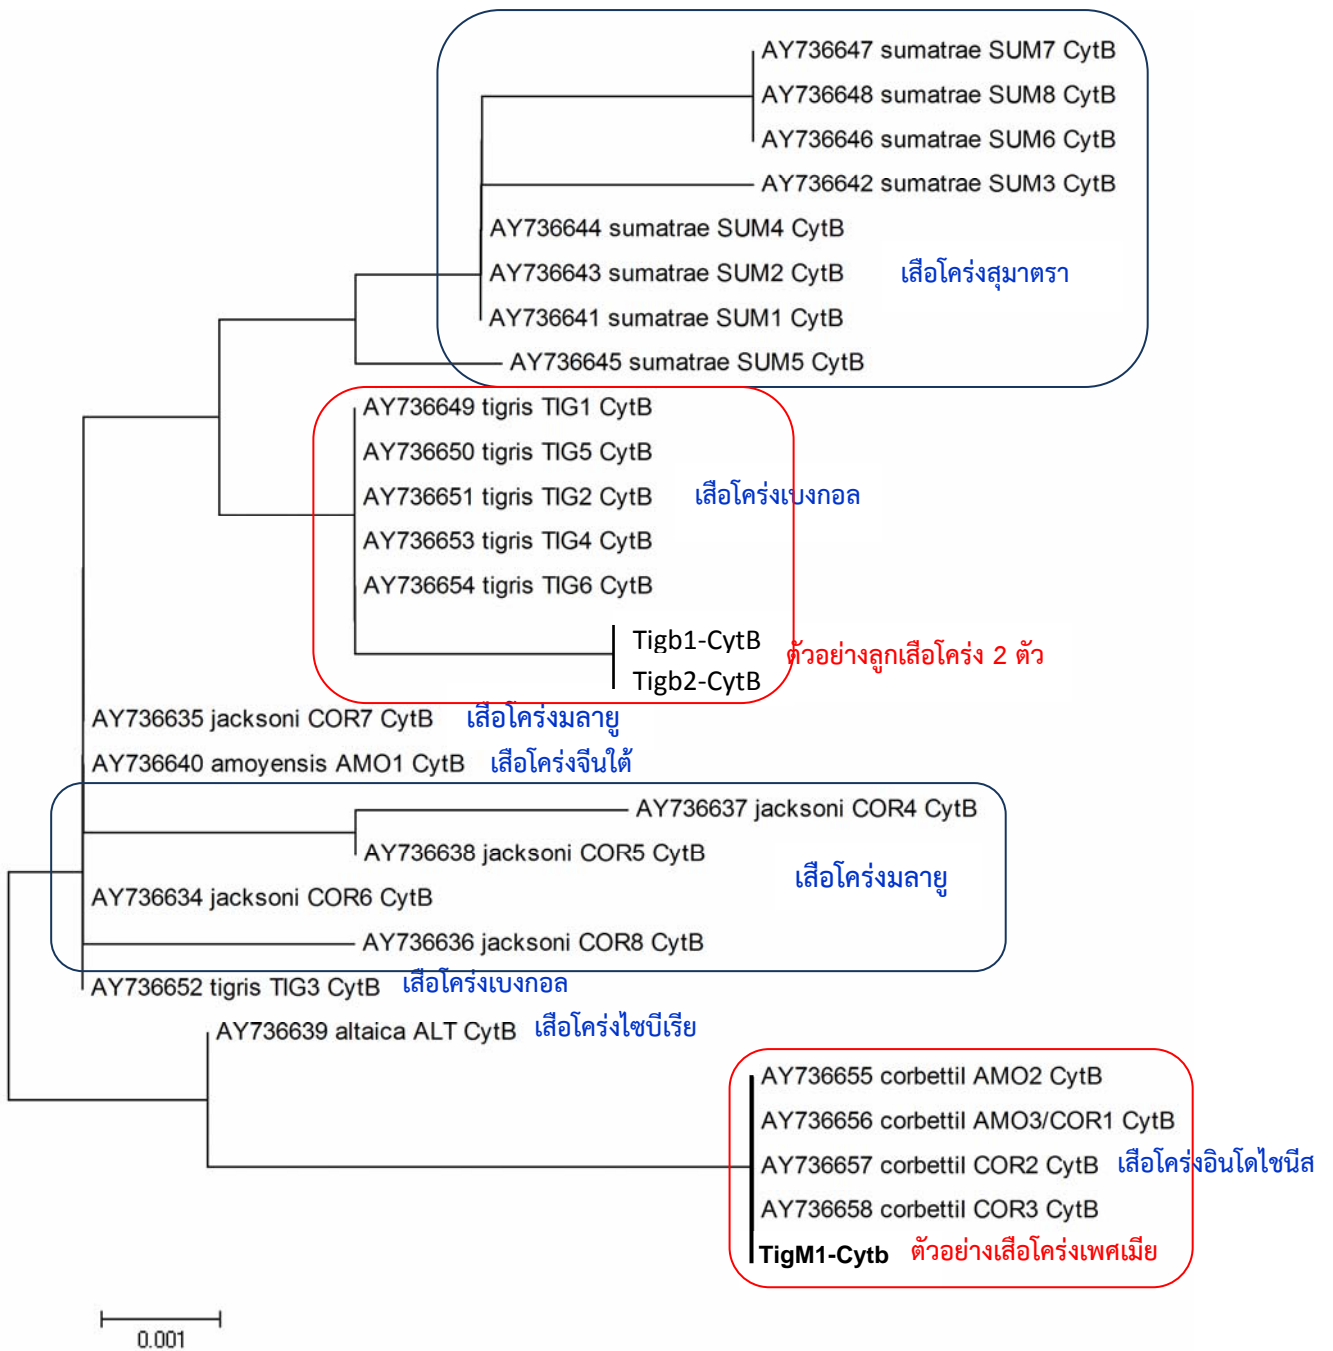 AY736647 sumatrae SUM7 CytB
AY736648 sumatrae SUM8 CytB
AY736646 sumatrae SUM6 CytB
AY736642 sumatrae SUM3 CytB
AY736644 sumatrae SUM4 CytB
AY736643 sumatrae SUM2 CytB เสือโคร่งสุมาตรา
AY736641 sumatrae SUM1 CytB
AY736645 sumatrae SUM5 CytB
AY736649 tigris TIG1 CytB
AY736650 tigris TIG5 CytB
AY736651 tigris TIG2 CytB เสือโคร่งเบงกอล
AY736653 tigris TIG4 CytB
AY736654 tigris TIG6 CytB
Tigb1-CytB
ตัวอย่างลูกเสือโคร่ง 2 ตัว
Tigb2-CytB
AY736635 jacksoni COR7 CytB เสือโคร่งมลายู
AY736640 amoyensis AMO1 CytB เสือโคร่งจีนใต้
AY736637 jacksoni COR4 CytB
AY736638 jacksoni COR5 CytB
เสือโคร่งมลายู
AY736634 jacksoni COR6 CytB
AY736636 jacksoni COR8 CytB
AY736652 tigris TIG3 CytB เสือโคร่งเบงกอล
AY736639 altaica ALT CytB เสือโคร่งไซบีเรีย
AY736655 corbettil AMO2 CytB
AY736656 corbettil AMO3/COR1 CytB
AY736657 corbettil COR2 CytB เสือโคร่งอินโดไชนีส
AY736658 corbettil COR3 CytB
TigM1-Cytb ตัวอย่างเสือโคร่งเพศเมีย
0.001